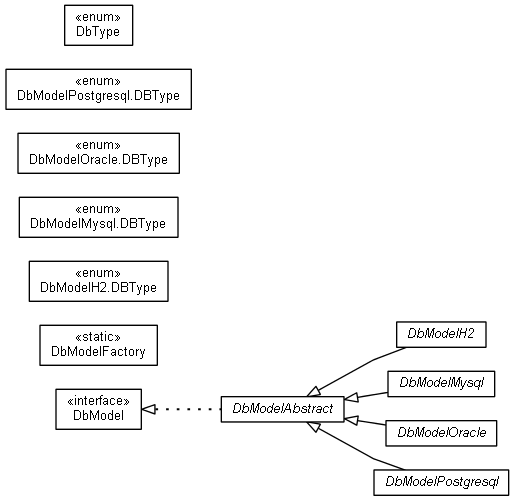 «enum»
DbType
«enum»
DbModelPostgresql.DBType
«enum»
DbModelOracle.DBType
«enum»
DbModelMysql.DBType
«enum»
DbModelH2.DBType
«static»
DbModelFactory
«interface»
DbModel
DbModelAbstract
DbModelH2
DbModelMysql
DbModelOracle
DbModelPostgresql